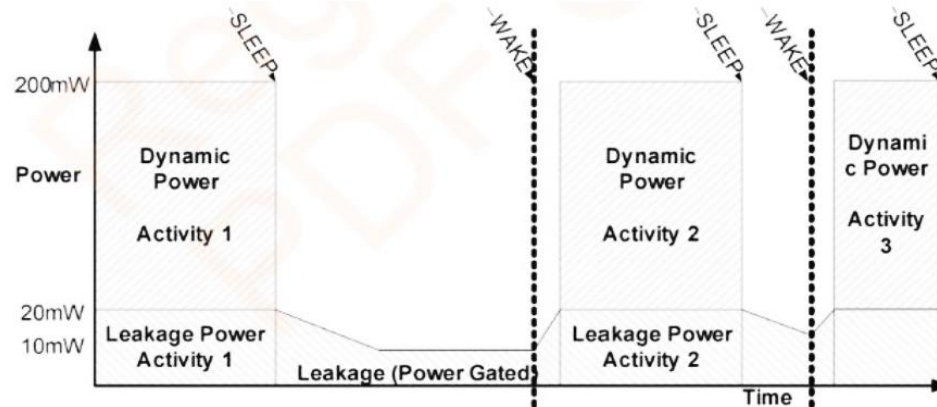 ~SLEEP
~WAKE
~SLEEP
~WAKE
~SLEEP
200mW
Power
20mW
10mW
Dynamic
Power
Activity 1
Leakage Power
Activity 1
Leakage (Power Gated)
Dynamic
Power
Activity 2
Leakage Power
Activity 2
Dynami
c Power
Activity
3
Time